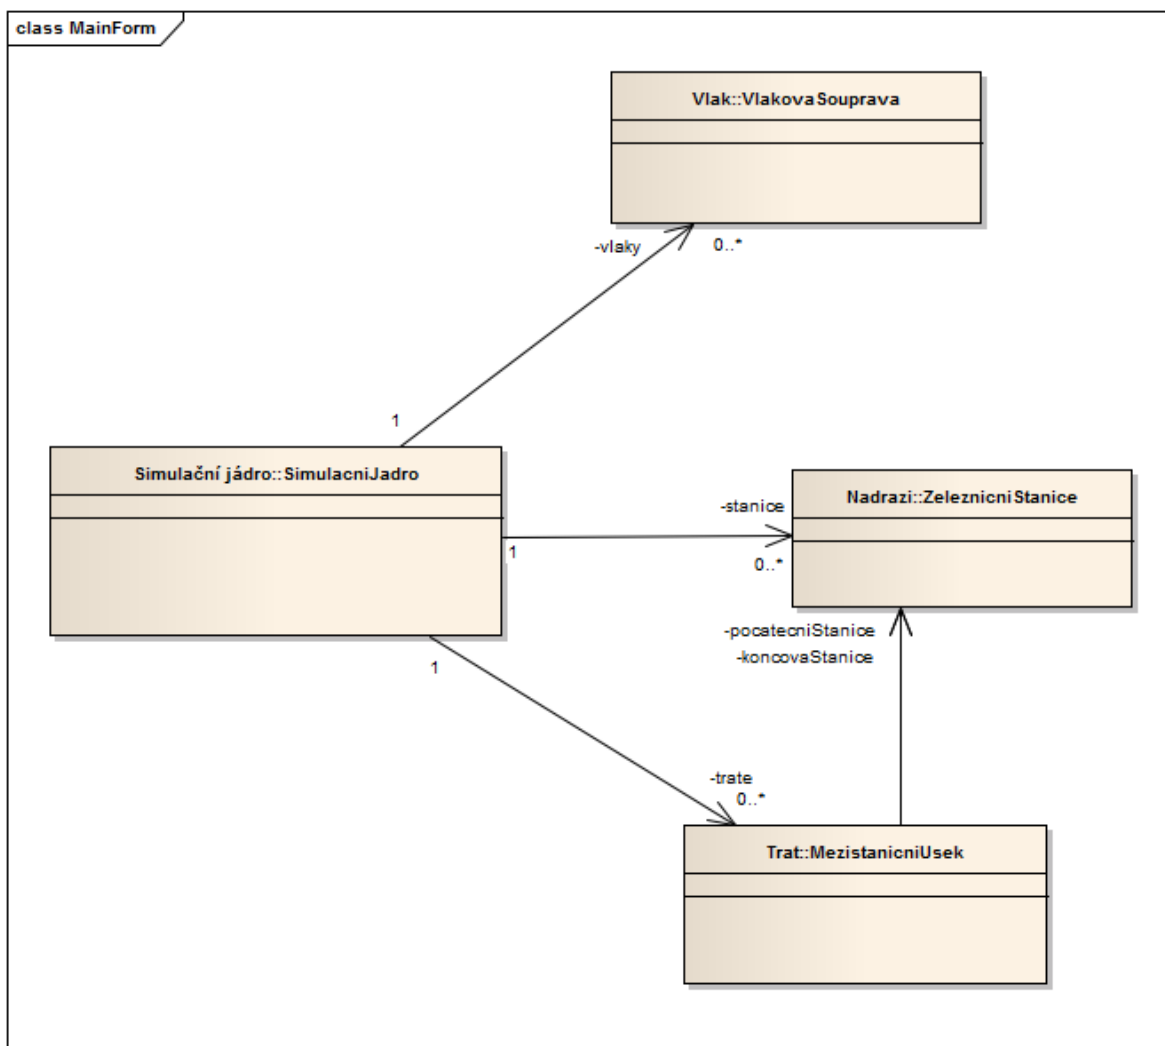 class MainForm
Vlak::VlakovaSouprava
-vlaky
0..*
1
Simulační jádro::SimulacniJadro
Nadrazi::ZeleznicniStanice
-stanice
1
0..*
-pocatecniStanice
-koncovaStanice
1
-trate
0..*
Trat::MezistanicniUsek